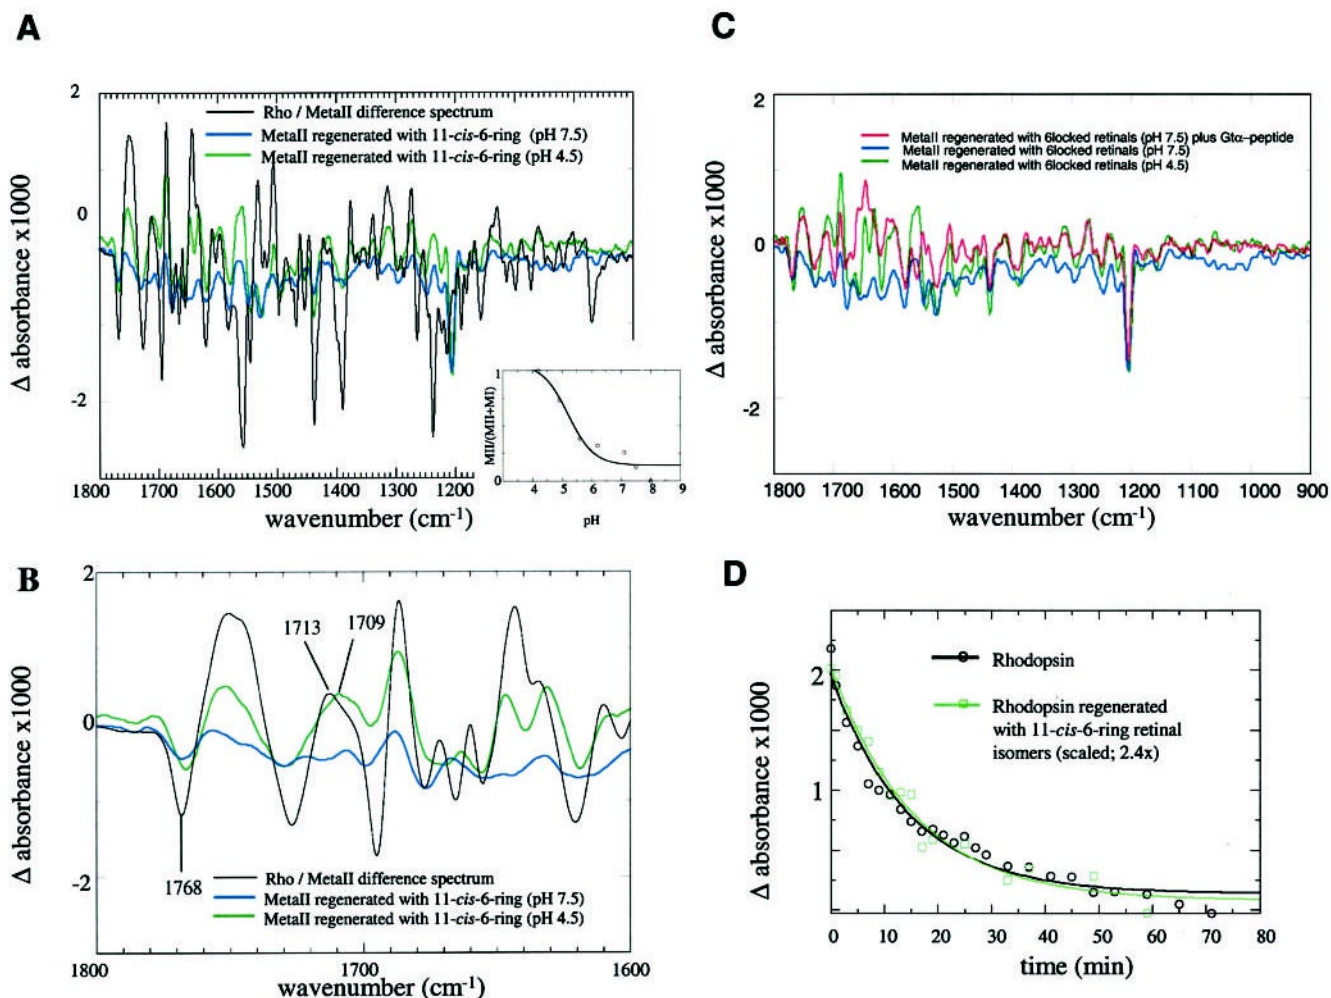 A
2
0
-2
Δ absorbance x1000
Rho / MetaII difference spectrum
MetaII regenerated with 11-cis-6-ring (pH 7.5)
MetaII regenerated with 11-cis-6-ring (pH 4.5)
1800 1700 1600 1500 1400 1300 1200
wavenumber (cm-1)
1
0
MII/(MII+MI)
4 5 6 7 8 9
pH
C
2
0
-2
Δ absorbance x1000
MetaII regenerated with 6locked retinals (pH 7.5) plus Gtα-peptide
MetaII regenerated with 6locked retinals (pH 7.5)
MetaII regenerated with 6locked retinals (pH 4.5)
1800 1700 1600 1500 1400 1300 1200 1100 1000 900
wavenumber (cm-1)
B
2
0
-2
Δ absorbance x1000
1713 1709
1768
Rho / MetaII difference spectrum
MetaII regenerated with 11-cis-6-ring (pH 7.5)
MetaII regenerated with 11-cis-6-ring (pH 4.5)
1800 1700 1600
wavenumber (cm-1)
D
2
1
Δ absorbance x1000
Rhodopsin
Rhodopsin regenerated
with 11-cis-6-ring retinal
isomers (scaled; 2.4x)
0 10 20 30 40 50 60 70 80
time (min)